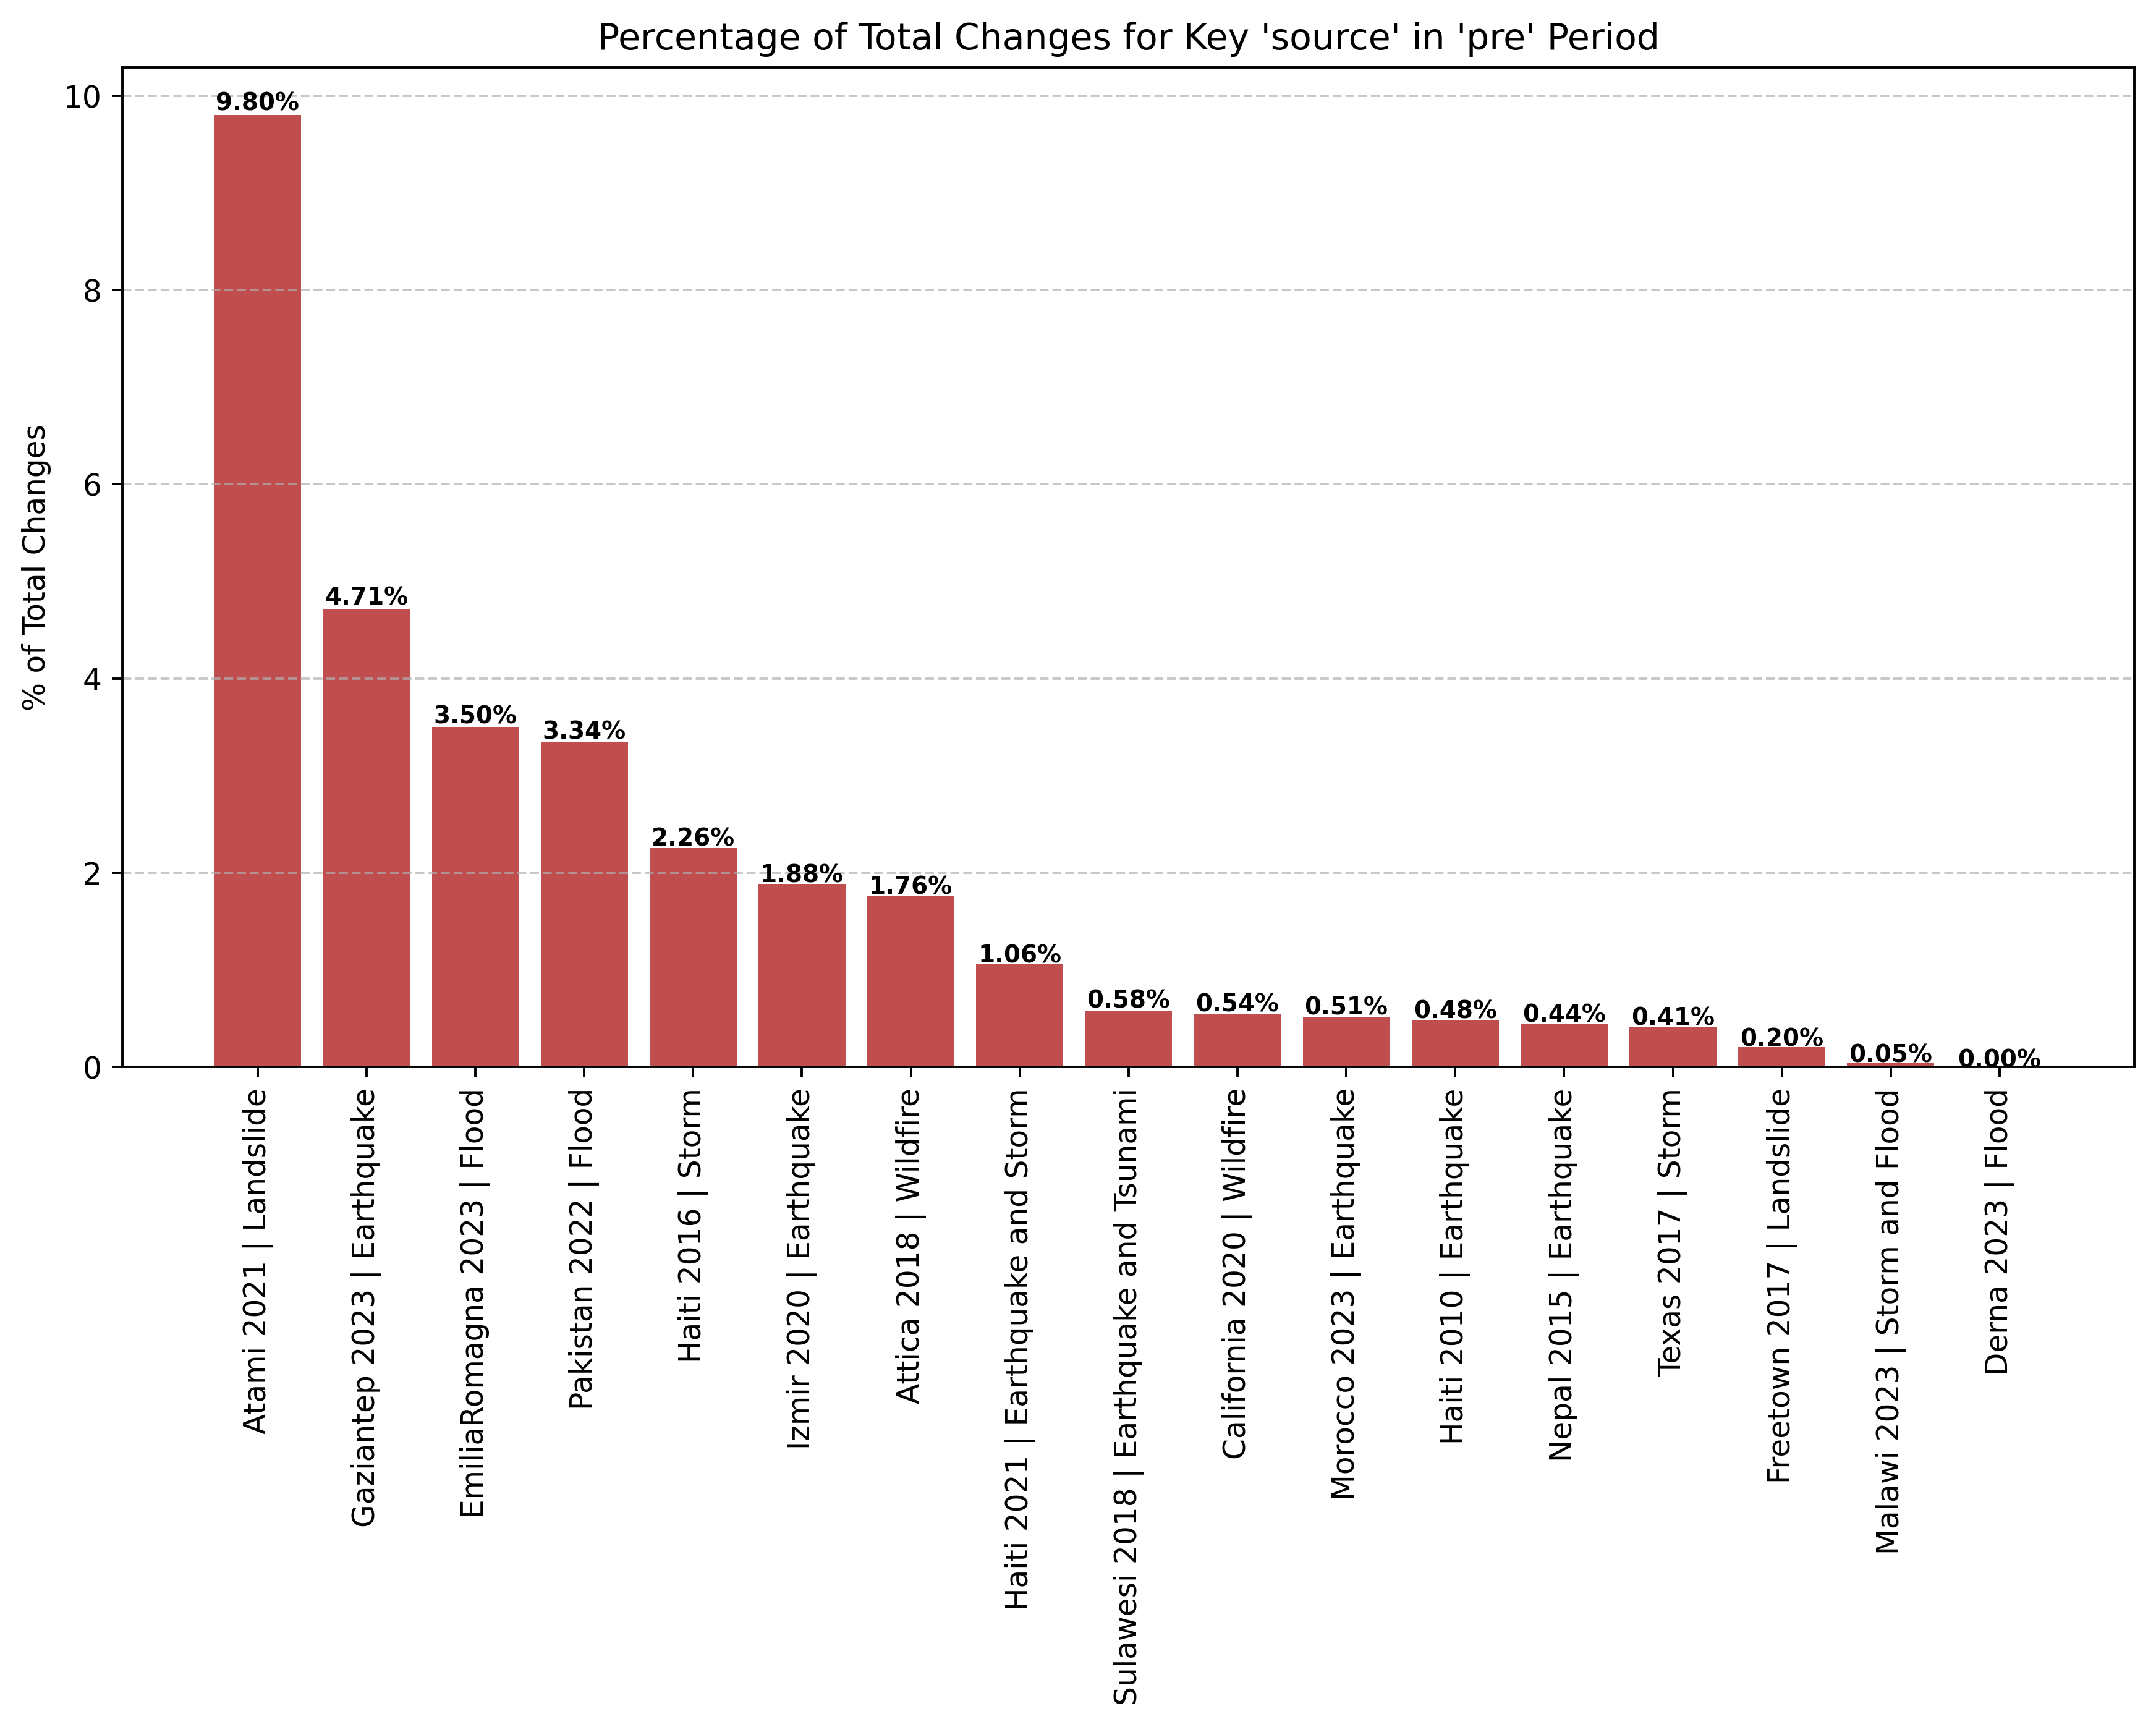 Percentage of Total Changes for Key 'source' in 'pre' Period
% of Total Changes
10
8
6
4
2
0
9.80%
4.71%
3.50%
3.34%
2.26%
1.88%
1.76%
1.06%
0.58%
0.54%
0.51%
0.48%
0.44%
0.41%
0.20%
0.05%
0.00%
Atami 2021 | Landslide
Gaziantep 2023 | Earthquake
EmiliaRomagna 2023 | Flood
Pakistan 2022 | Flood
Haiti 2016 | Storm
Izmir 2020 | Earthquake
Attica 2018 | Wildfire
Haiti 2021 | Earthquake and Storm
Sulawesi 2018 | Earthquake and Tsunami
California 2020 | Wildfire
Morocco 2023 | Earthquake
Haiti 2010 | Earthquake
Nepal 2015 | Earthquake
Texas 2017 | Storm
Freetown 2017 | Landslide
Malawi 2023 | Storm and Flood
Derna 2023 | Flood